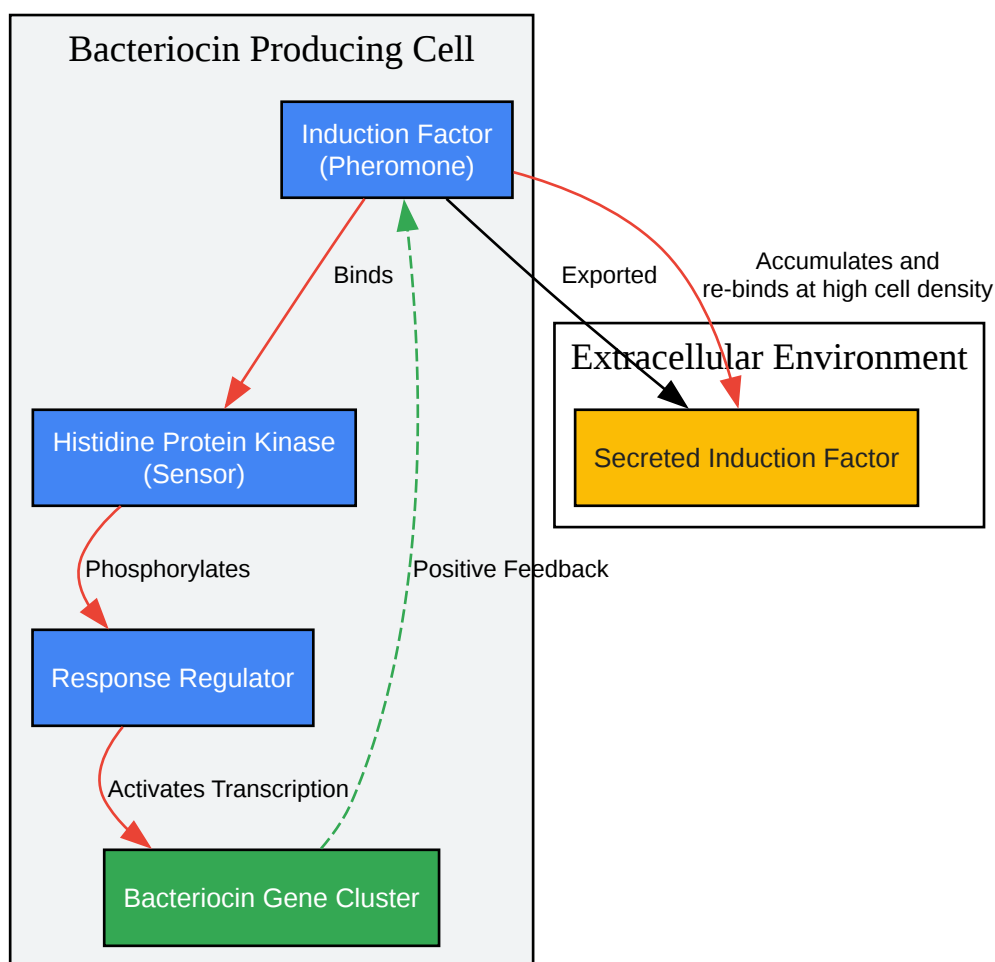 Bacteriocin Producing Cell
Induction Factor
(Pheromone)
Binds
Exported
Accumulates and
re-binds at high cell density
Extracellular Environment
Histidine Protein Kinase
(Sensor)
Secreted Induction Factor
Phosphorylates
Positive Feedback
Response Regulator
Activates Transcription
Bacteriocin Gene Cluster